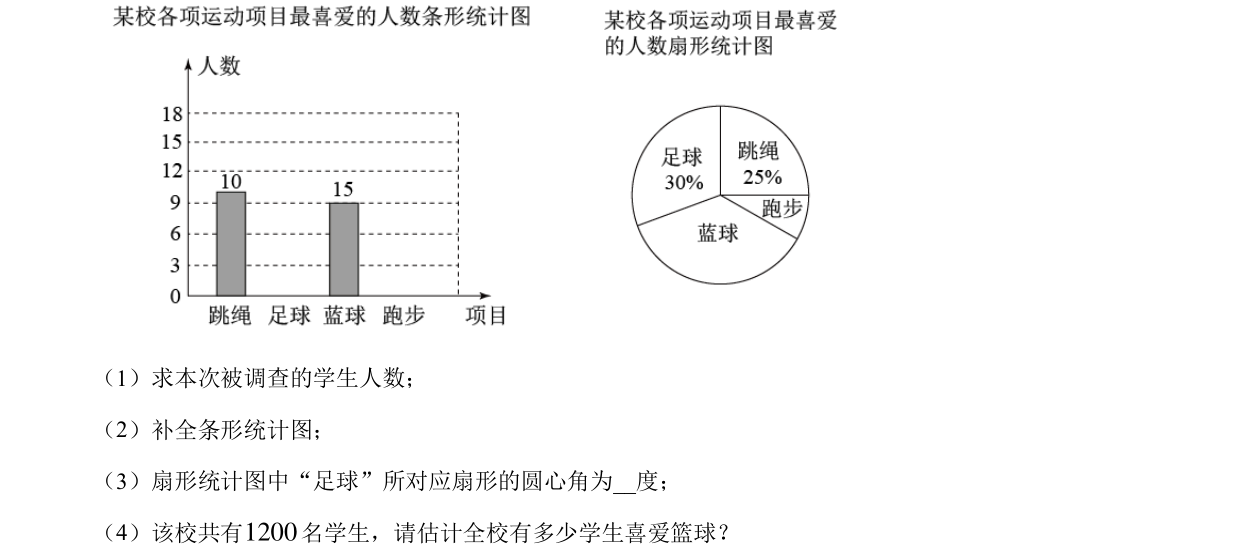 某校各项运动项目最喜爱的人数条形统计图
人数
18
15
12
9
6
3
0
10
15
跳绳 足球 蓝球 跑步 项目
某校各项运动项目最喜爱
的人数扇形统计图
足球
30%
跳绳
25%
跑步
蓝球
（1）求本次被调查的学生人数；
（2）补全条形统计图；
（3）扇形统计图中“足球”所对应扇形的圆心角为__度；
（4）该校共有1200名学生，请估计全校有多少学生喜爱篮球？